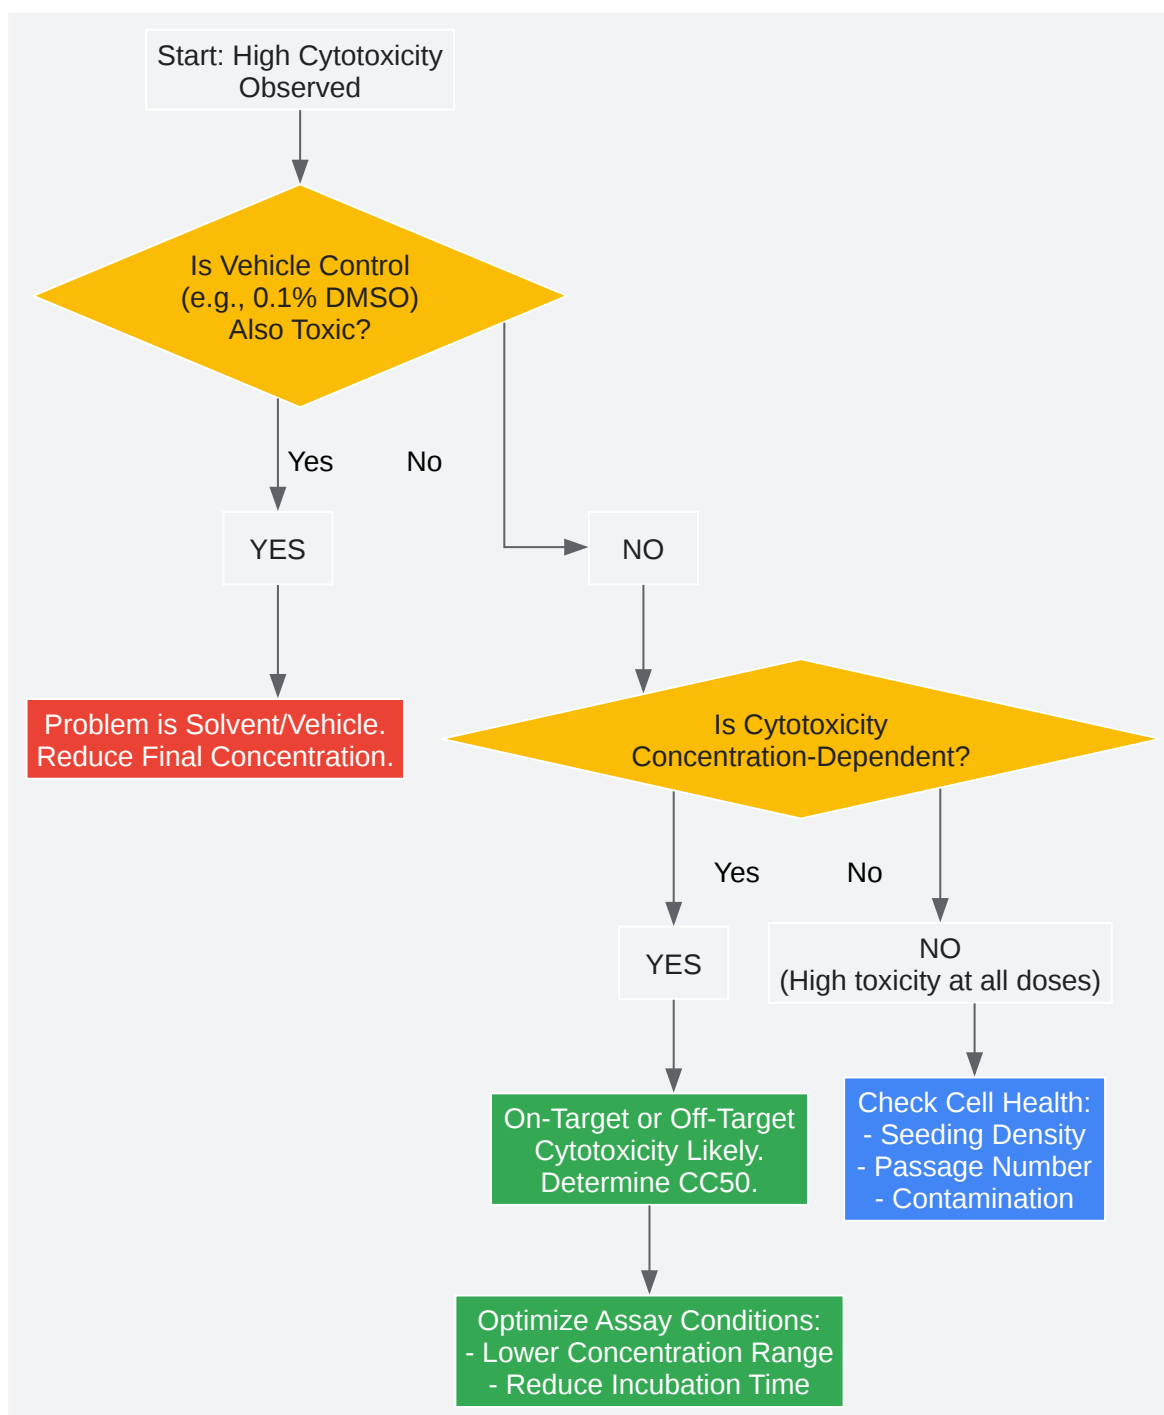 Start: High Cytotoxicity
Observed
Is Vehicle Control
(e.g., 0.1% DMSO)
Also Toxic?
Yes
No
YES
NO
Problem is Solvent/Vehicle.
Reduce Final Concentration.
Is Cytotoxicity
Concentration-Dependent?
Yes
No
YES
NO
(High toxicity at all doses)
On-Target or Off-Target
Cytotoxicity Likely.
Determine CC50.
Check Cell Health:
- Seeding Density
- Passage Number
- Contamination
Optimize Assay Conditions:
- Lower Concentration Range
- Reduce Incubation Time